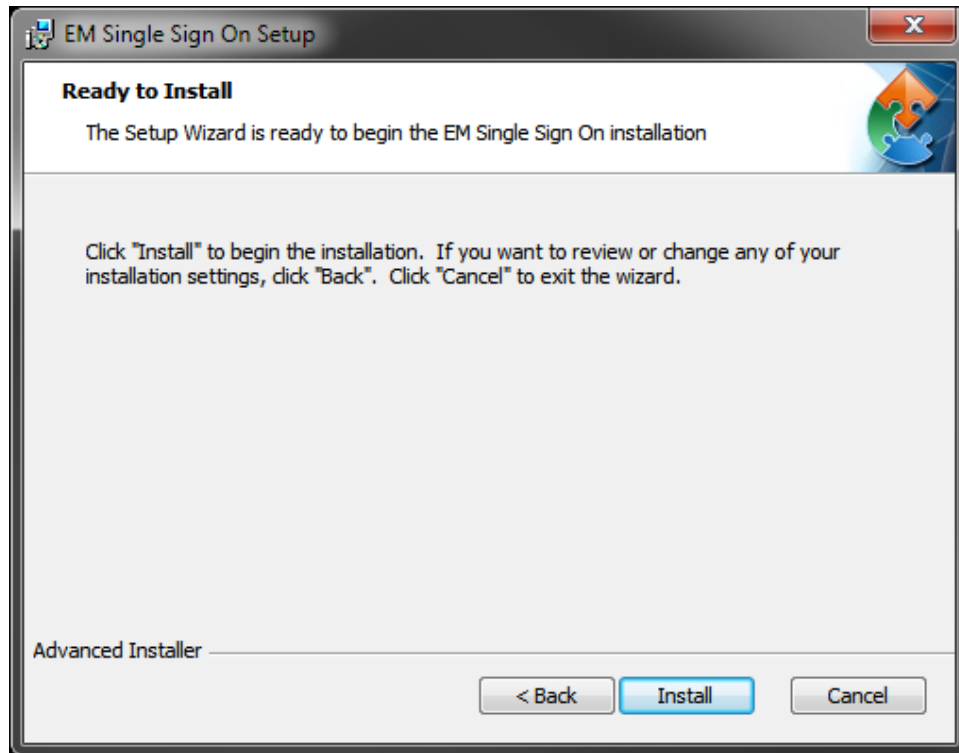 EM Single Sign On Setup
Ready to Install
The Setup Wizard is ready to begin the EM Single Sign On installation
Click "Install" to begin the installation.  If you want to review or change any of your
installation settings, click "Back".  Click "Cancel" to exit the wizard.
Advanced Installer
< Back Install Cancel